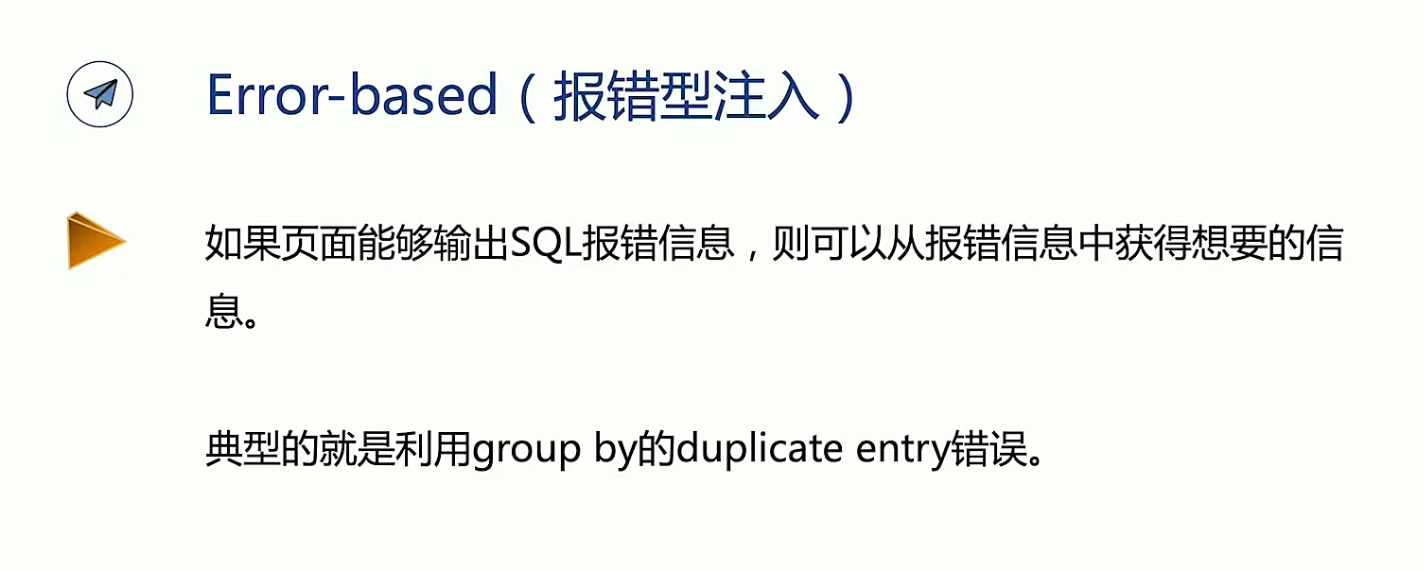 Error-based（报错型注入）
如果页面能够输出SQL报错信息，则可以从报错信息中获得想要的信
息。
典型的就是利用group by的duplicate entry错误。